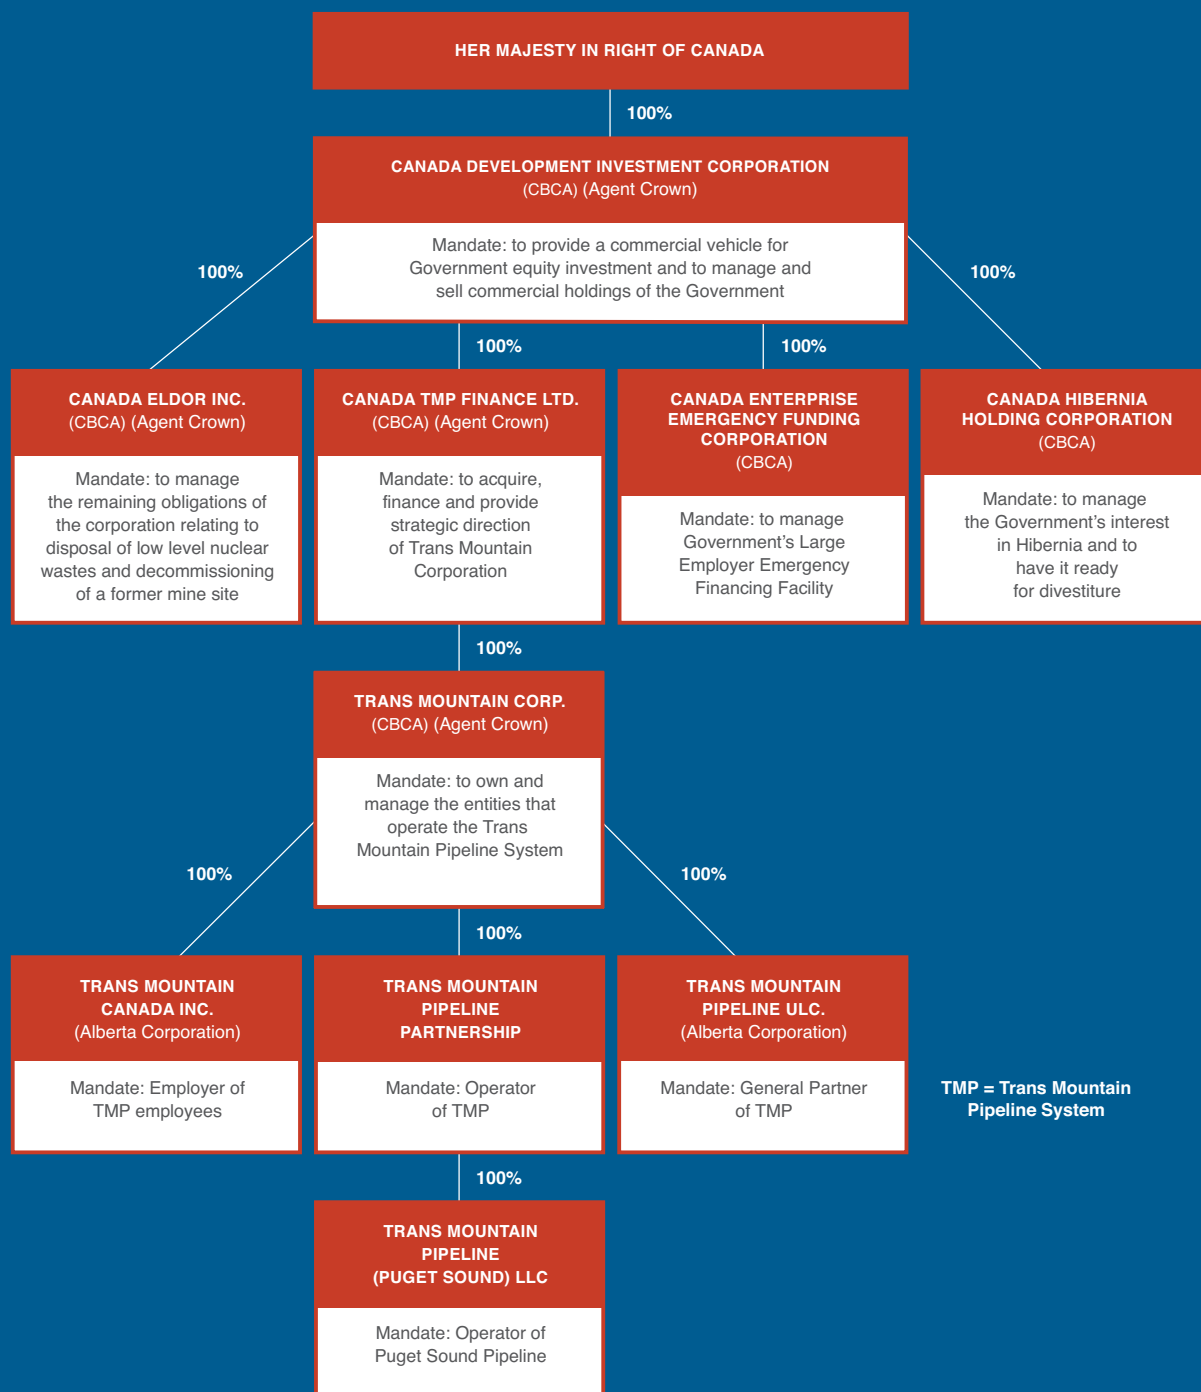 HER MAJESTY IN RIGHT OF CANADA
100%
CANADA DEVELOPMENT INVESTMENT CORPORATION
(CBCA) (Agent Crown)
Mandate: to provide a commercial vehicle for
Government equity investment and to manage and
sell commercial holdings of the Government
100%
100%
100%
100%
CANADA ELDOR INC.
(CBCA) (Agent Crown)
Mandate: to manage
the remaining obligations of
the corporation relating to
disposal of low level nuclear
wastes and decommissioning
of a former mine site
CANADA TMP FINANCE LTD.
(CBCA) (Agent Crown)
Mandate: to acquire,
finance and provide
strategic direction
of Trans Mountain
Corporation
CANADA ENTERPRISE
EMERGENCY FUNDING
CORPORATION
(CBCA)
Mandate: to manage
Government’s Large
Employer Emergency
Financing Facility
CANADA HIBERNIA
HOLDING CORPORATION
(CBCA)
Mandate: to manage
the Government’s interest
in Hibernia and to
have it ready
for divestiture
100%
TRANS MOUNTAIN CORP.
(CBCA) (Agent Crown)
Mandate: to own and
manage the entities that
operate the Trans
Mountain Pipeline System
100%
100%
100%
TRANS MOUNTAIN
CANADA INC.
(Alberta Corporation)
Mandate: Employer of
TMP employees
TRANS MOUNTAIN
PIPELINE
PARTNERSHIP
Mandate: Operator
of TMP
TRANS MOUNTAIN
PIPELINE ULC.
(Alberta Corporation)
Mandate: General Partner
of TMP
TMP = Trans Mountain
Pipeline System
100%
TRANS MOUNTAIN
PIPELINE
(PUGET SOUND) LLC
Mandate: Operator of
Puget Sound Pipeline